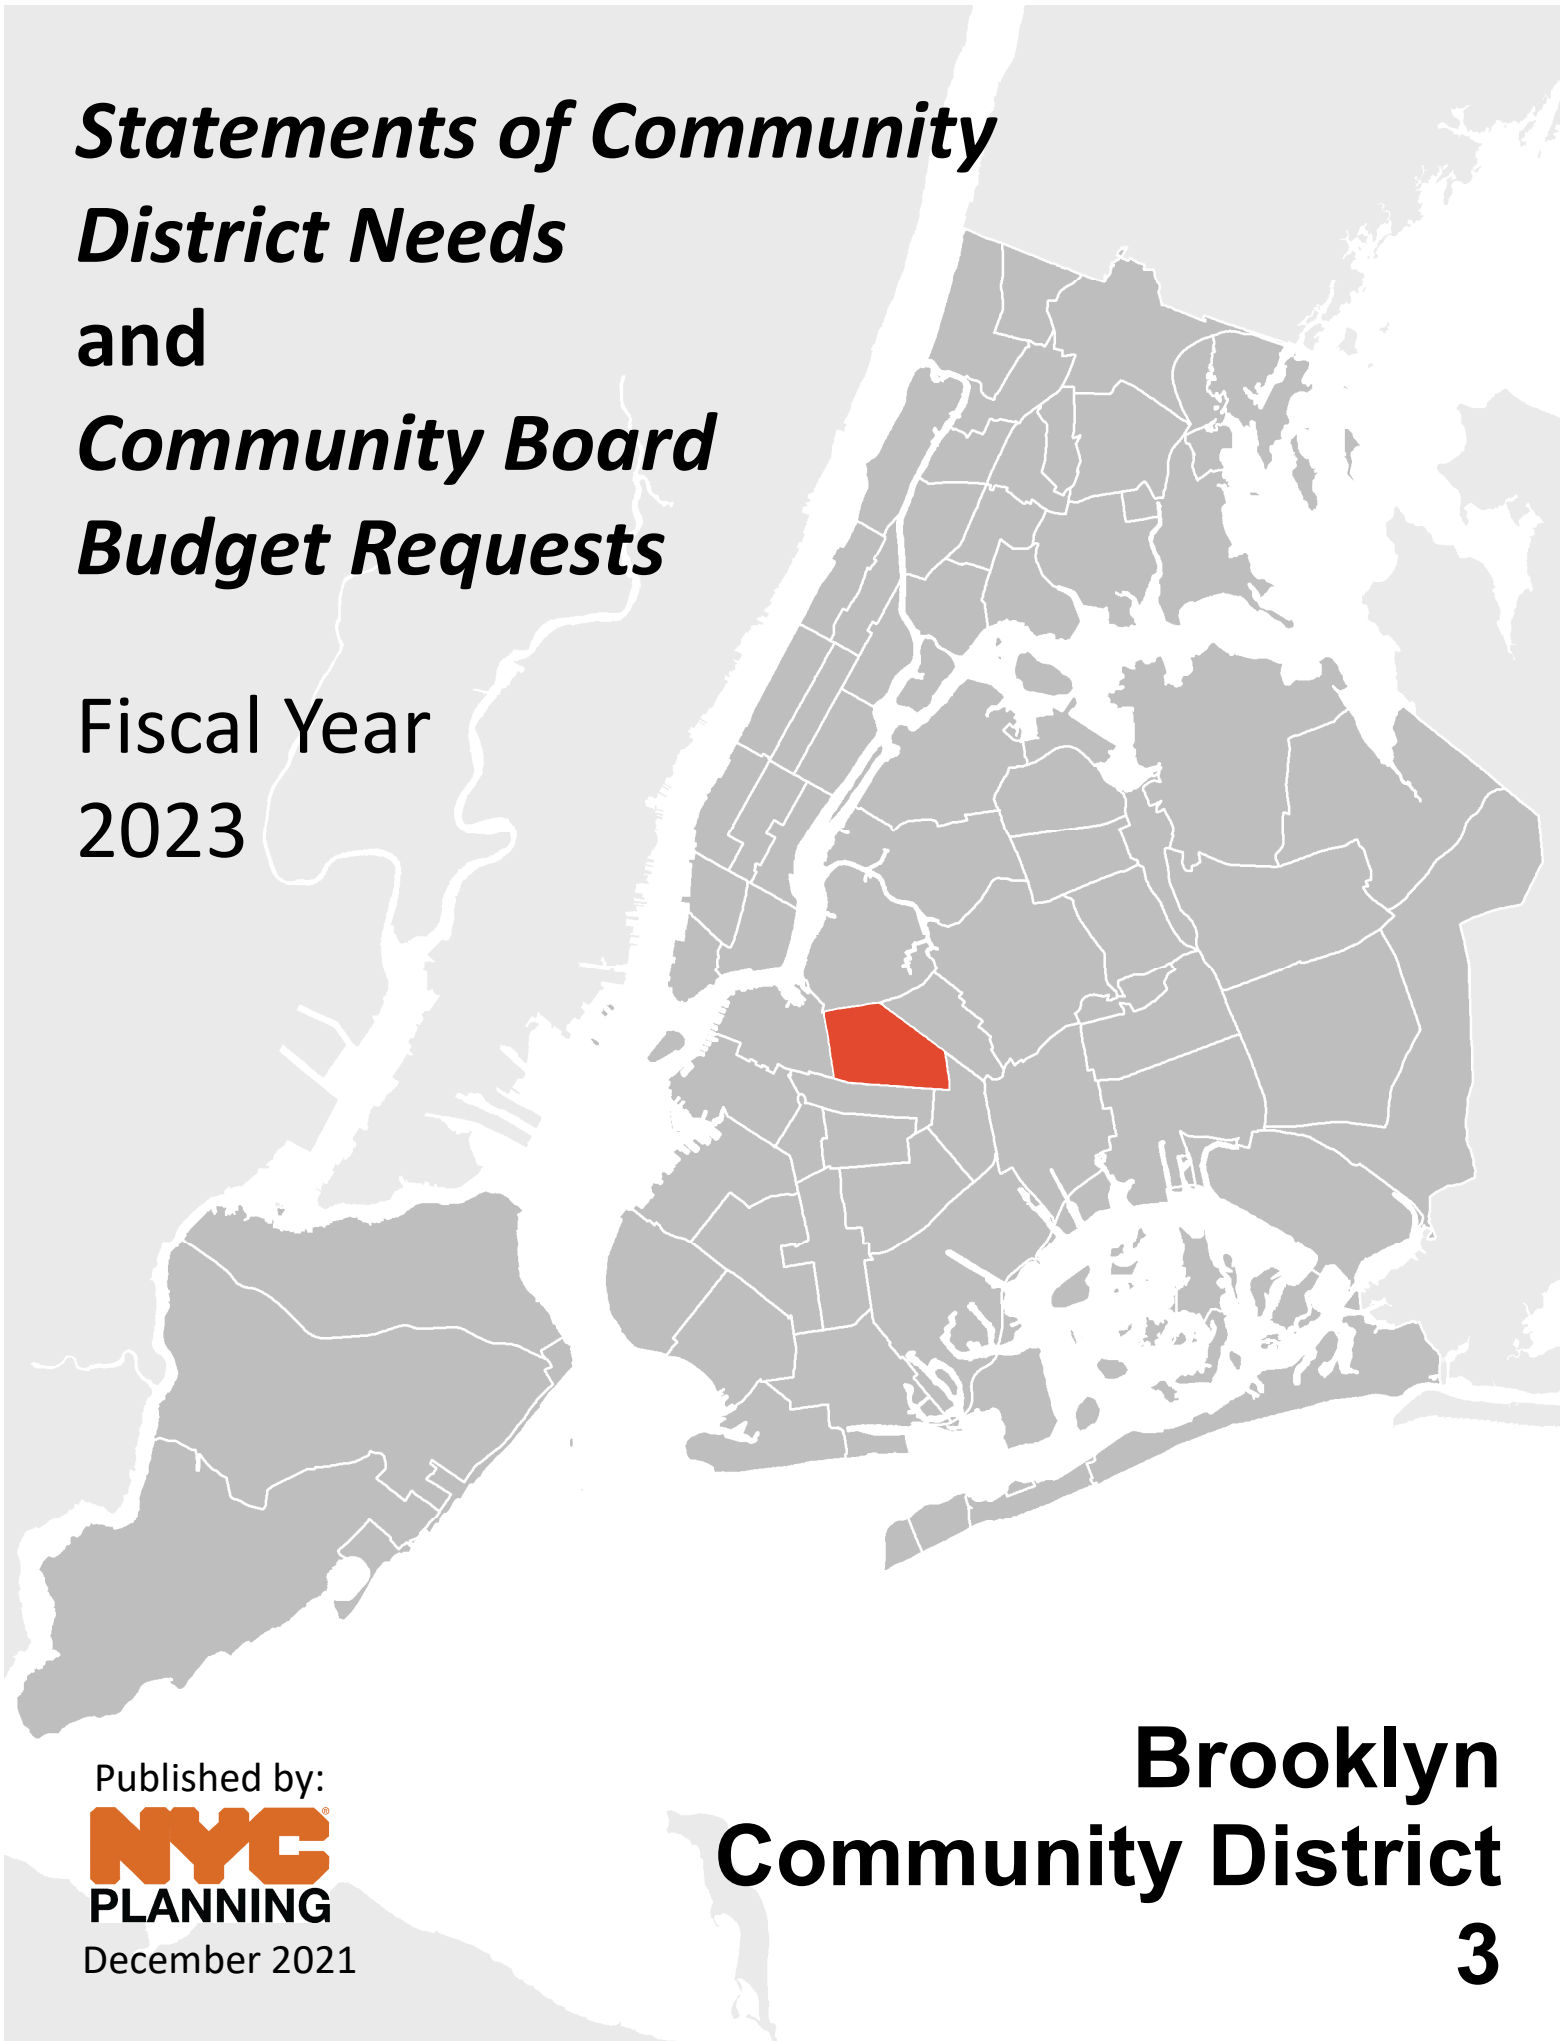 Statements of Community
District Needs
and
Community Board
Budget Requests
Fiscal Year
2023
Published by:
NYC®
PLANNING
December 2021
Brooklyn
Community District
3